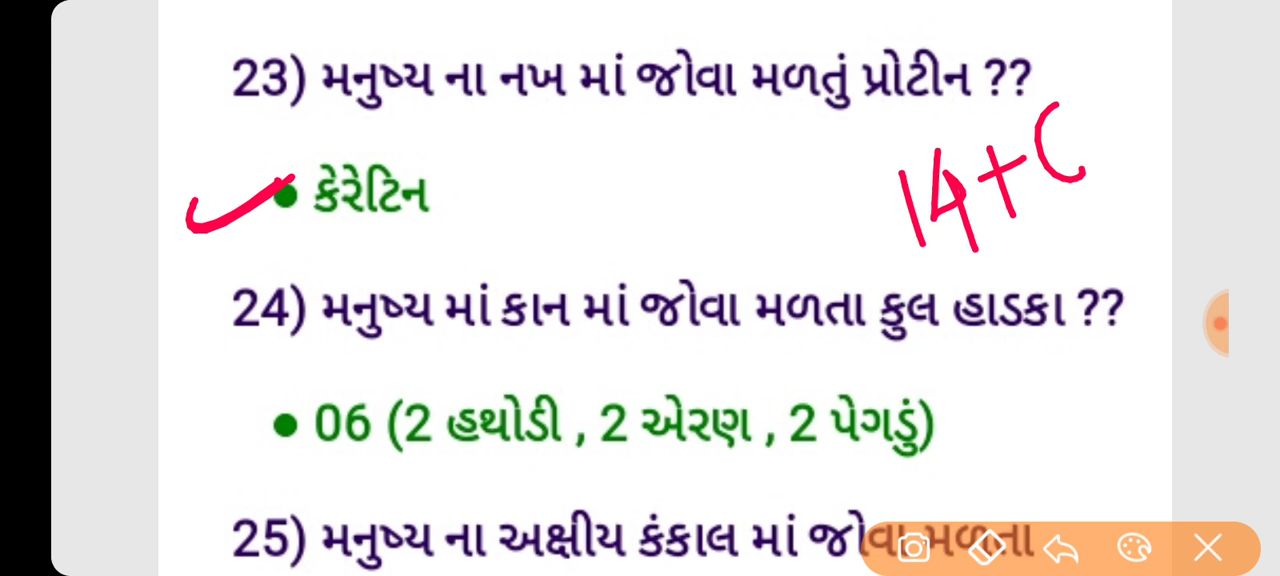 23) મનુષ્ય ના નખ માં જોવા મળતું પ્રોટીન ??
14+
● કેરેટિન
24) મનુષ્ય માં કાન માં જોવા મળતા કુલ હાડકા ??
● 06 (2 હથોડી , 2 એરણ , 2 પેગડું)
25) મનુષ્ય ના અક્ષીય કંકાલ માં જોવા મળતા